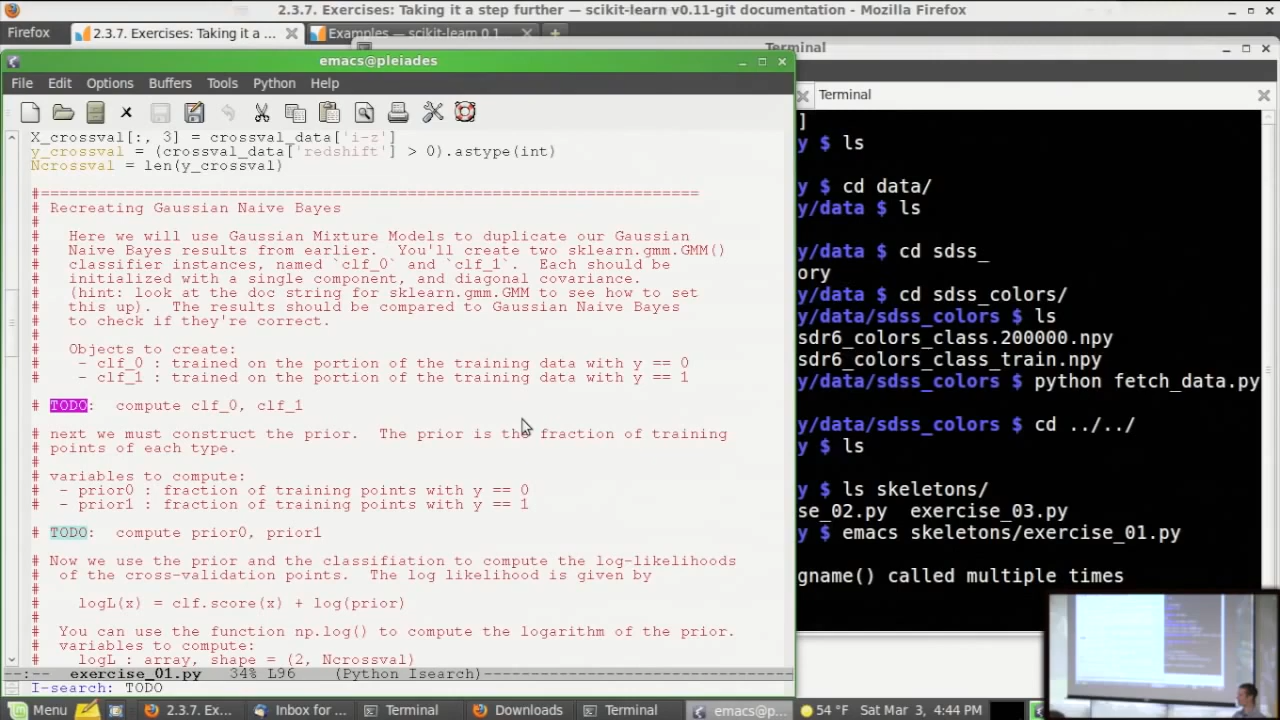 2.3.7. Exercises: Taking it a step further — scikit-learn v0.11-git documentation - Mozilla Firefox
Firefox
2.3.7. Exercises: Taking it a ...
Examples — scikit-learn 0.1
Terminal
emacs@pleiades
File Edit Options Buffers Tools Python Help
X_crossval[:, 3] = crossval_data['i-z']
y_crossval = (crossval_data['redshift'] > 0).astype(int)
Ncrossval = len(y_crossval)
#======================================================================
# Recreating Gaussian Naive Bayes
#
#   Here we will use Gaussian Mixture Models to duplicate our Gaussian
#   Naive Bayes results from earlier.  You'll create two sklearn.gmm.GMM()
#   classifier instances, named `clf_0` and `clf_1`.  Each should be
#   initialized with a single component, and diagonal covariance.
#   (hint: look at the doc string for sklearn.gmm.GMM to see how to set
#   this up).  The results should be compared to Gaussian Naive Bayes
#   to check if they're correct.
#
#   Objects to create:
#    - clf_0 : trained on the portion of the training data with y == 0
#    - clf_1 : trained on the portion of the training data with y == 1
# TODO:  compute clf_0, clf_1
# next we must construct the prior.  The prior is the fraction of training
# points of each type.
#
# variables to compute:
#  - prior0 : fraction of training points with y == 0
#  - prior1 : fraction of training points with y == 1
# TODO:  compute prior0, prior1
# Now we use the prior and the classifiation to compute the log-likelihoods
#  of the cross-validation points.  The log likelihood is given by
#
#    logL(x) = clf.score(x) + log(prior)
#
#  You can use the function np.log() to compute the logarithm of the prior.
#  variables to compute:
#    logL : array, shape = (2, Ncrossval)
--:--- exercise_01.py   34% L96    (Python Isearch)
I-search: TODO
Terminal
]
y $ ls
y $ cd data/
y/data $ ls
y/data $ cd sdss_
ory
y/data $ cd sdss_colors/
y/data/sdss_colors $ ls
sdr6_colors_class.200000.npy
sdr6_colors_class_train.npy
y/data/sdss_colors $ python fetch_data.py
y/data/sdss_colors $ cd ../../
y $ ls
y $ ls skeletons/
se_02.py  exercise_03.py
y $ emacs skeletons/exercise_01.py
gname() called multiple times
Menu
2.3.7. Ex...
Inbox for ...
Terminal
Downloads
Terminal
emacs@p...
54 °F
Sat Mar 3, 4:44 PM